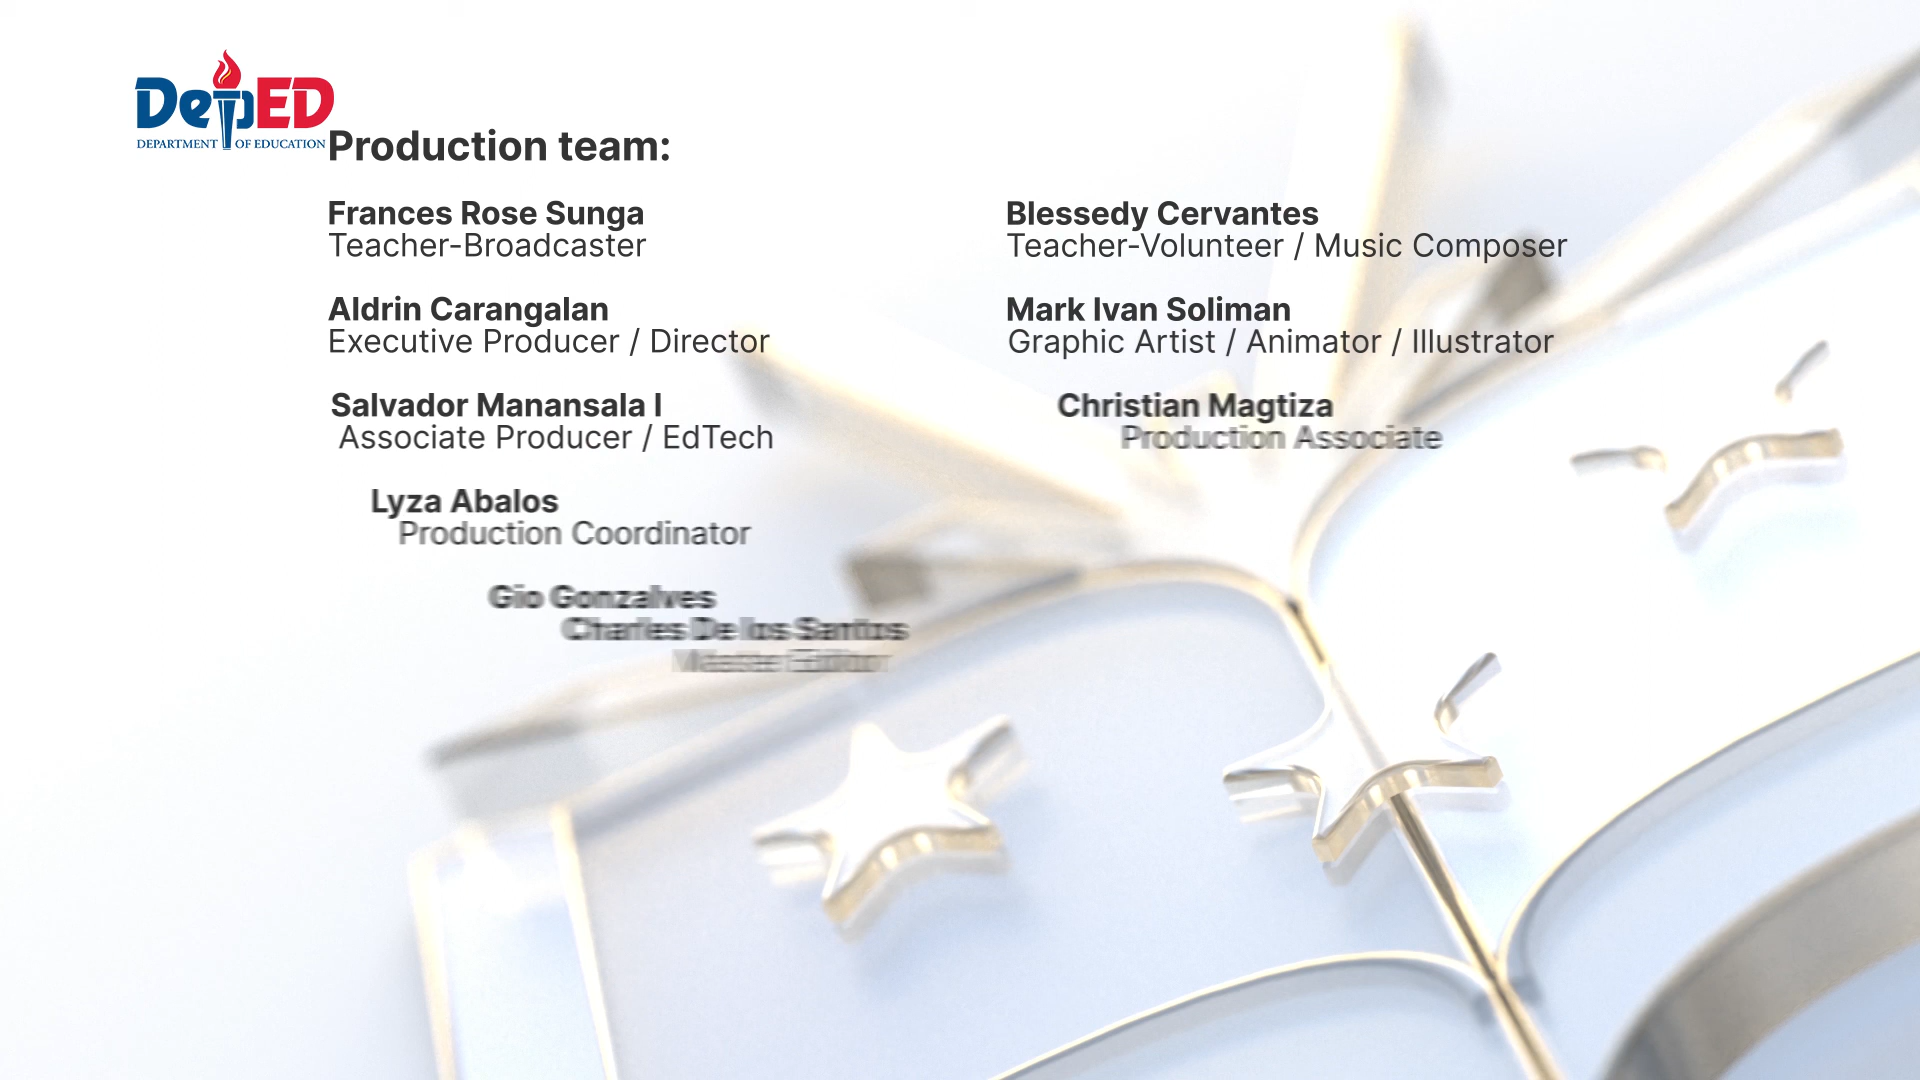 DepED
DEPARTMENT OF EDUCATION
Production team:
Frances Rose Sunga
Teacher-Broadcaster
Aldrin Carangalan
Executive Producer / Director
Salvador Manansala I
Associate Producer / EdTech
Lyza Abalos
Production Coordinator
Gio Gonzalves
Charles De los Santos
Master Editor
Blessedy Cervantes
Teacher-Volunteer / Music Composer
Mark Ivan Soliman
Graphic Artist / Animator / Illustrator
Christian Magtiza
Production Associate